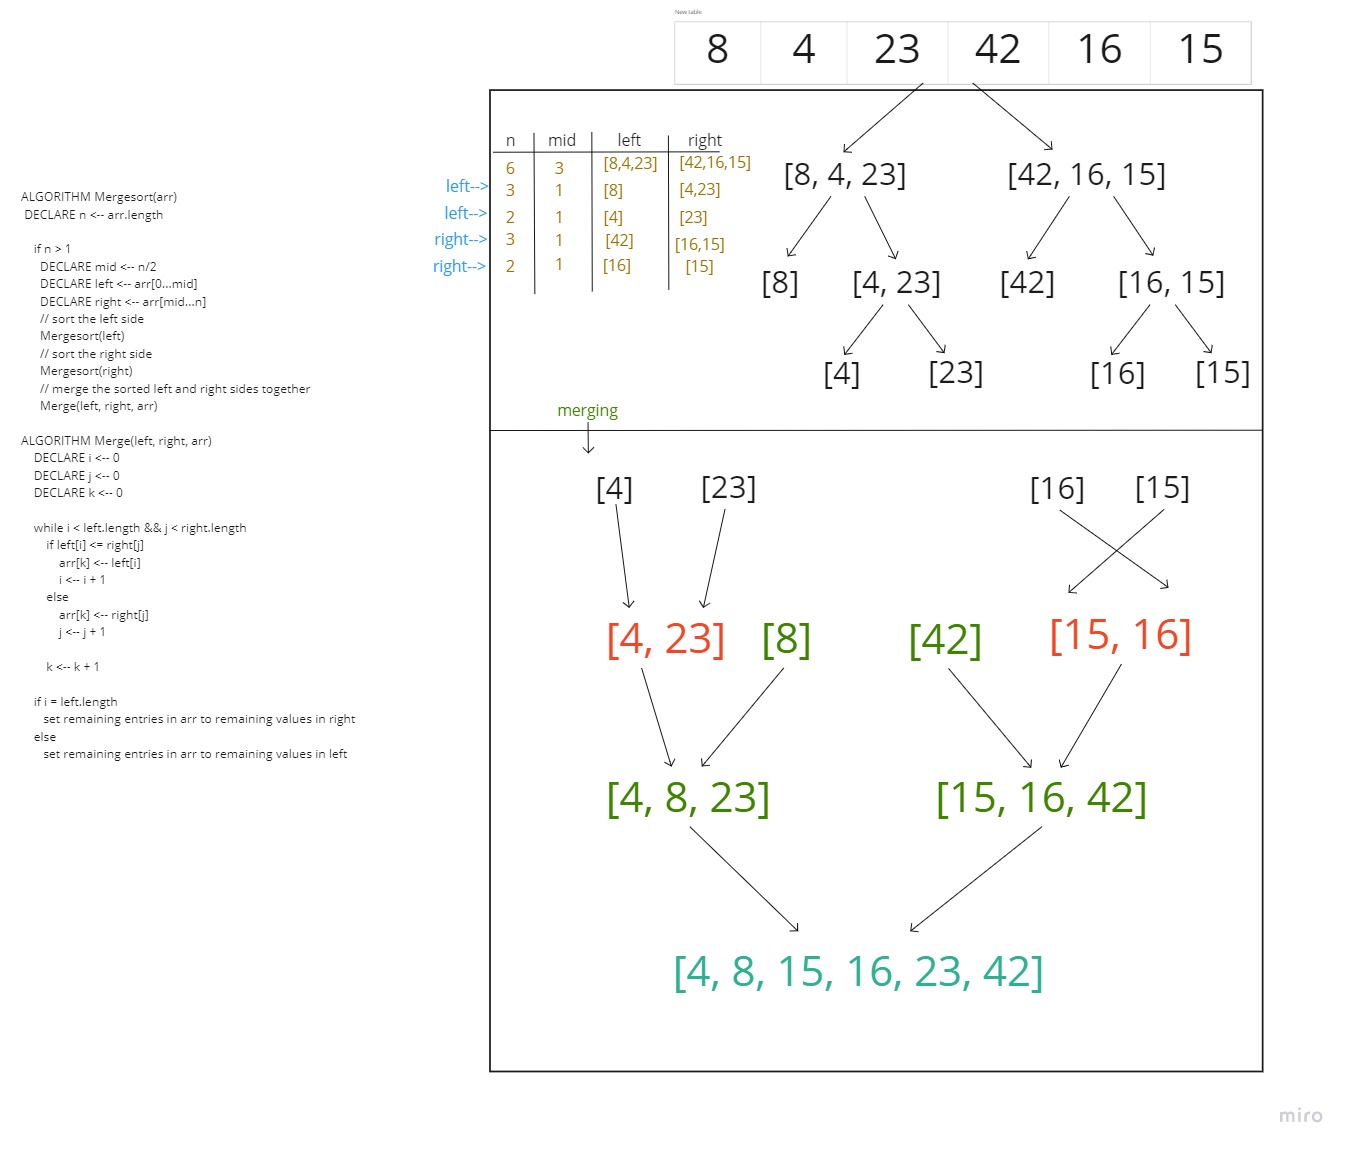 New table
8 4 23 42 16 15
n mid left right
6 3 [8,4,23] [42,16,15]
left--> 3 1 [8] [4,23]
left--> 2 1 [4] [23]
right--> 3 1 [42] [16,15]
right--> 2 1 [16] [15]
[8, 4, 23] [42, 16, 15]
[8] [4, 23] [42] [16, 15]
[4] [23] [16] [15]
merging
[4] [23] [16] [15]
[4, 23] [8] [42] [15, 16]
[4, 8, 23] [15, 16, 42]
[4, 8, 15, 16, 23, 42]
ALGORITHM Mergesort(arr)
DECLARE n <-- arr.length
if n > 1
DECLARE mid <-- n/2
DECLARE left <-- arr[0...mid]
DECLARE right <-- arr[mid...n]
// sort the left side
Mergesort(left)
// sort the right side
Mergesort(right)
// merge the sorted left and right sides together
Merge(left, right, arr)
ALGORITHM Merge(left, right, arr)
DECLARE i <-- 0
DECLARE j <-- 0
DECLARE k <-- 0
while i < left.length && j < right.length
if left[i] <= right[j]
arr[k] <-- left[i]
i <-- i + 1
else
arr[k] <-- right[j]
j <-- j + 1
k <-- k + 1
if i = left.length
set remaining entries in arr to remaining values in right
else
set remaining entries in arr to remaining values in left
miro